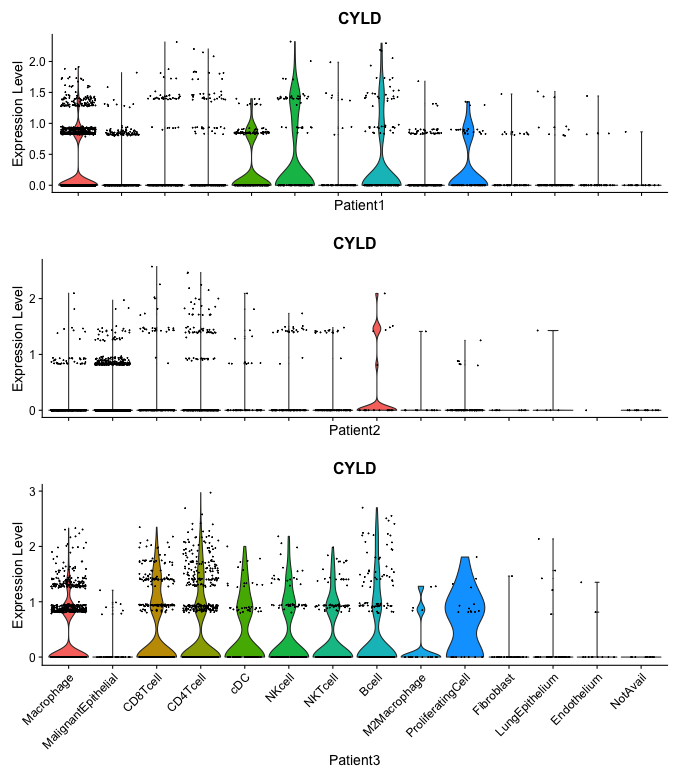 CYLD
Expression Level
2.0
1.5
1.0
0.5
0.0
Patient1
CYLD
Expression Level
2
1
0
Patient2
CYLD
Expression Level
3
2
1
0
Macrophage
MalignantEpithelial
CD8Tcell
CD4Tcell
cDC
NKcell
NKTcell
Bcell
M2Macrophage
ProliferatingCell
Fibroblast
LungEpithelium
Endothelium
NotAvail
Patient3